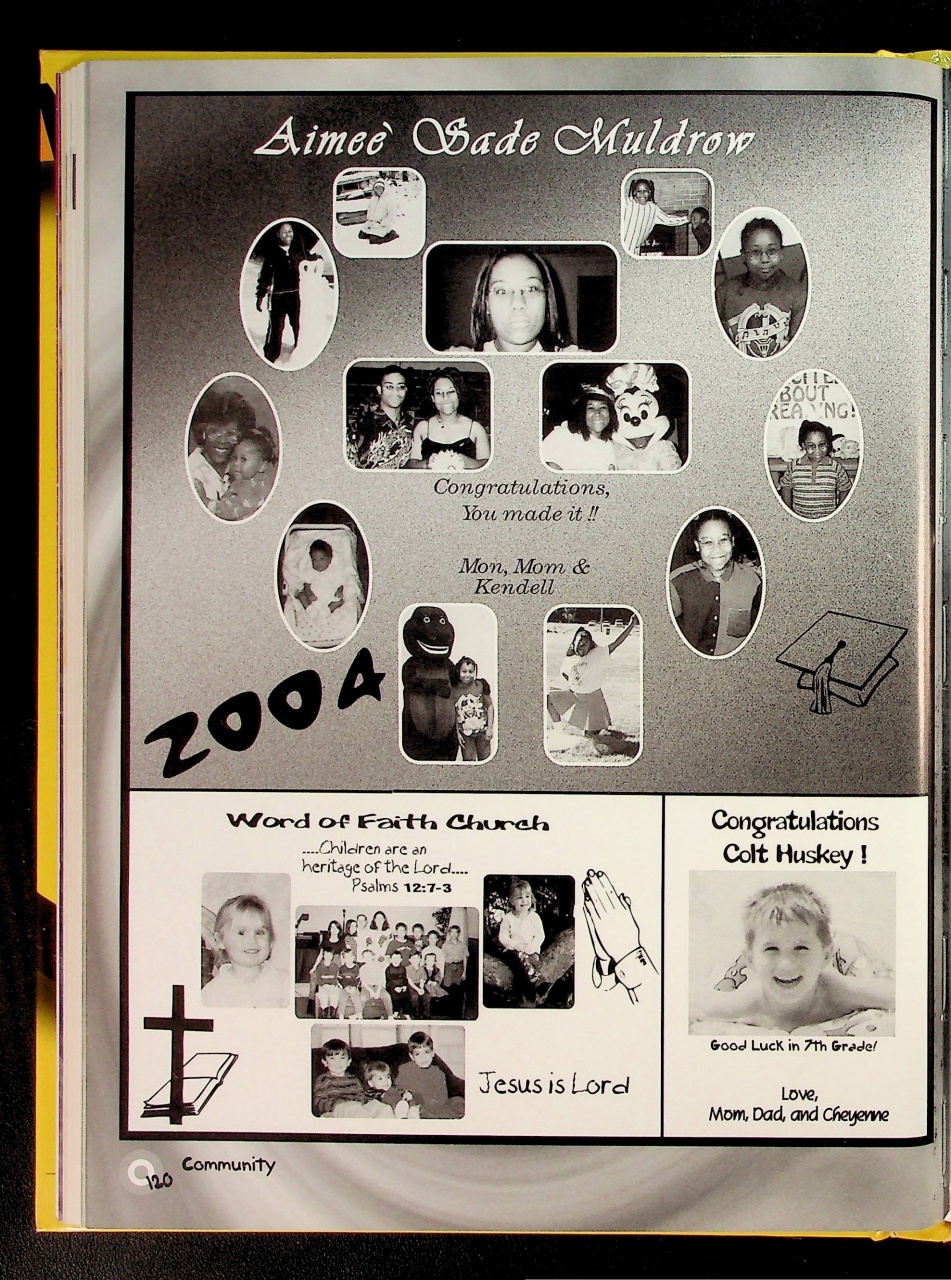 Aimeè Sade Muldrow
BOUT
READING!
Congratulations,
You made it !!
Mon, Mom &
Kendell
2004
Word of Faith Church
....Children are an
heritage of the Lord....
Psalms 12:7-3
Jesus is Lord
Congratulations
Colt Huskey !
Good Luck in 7th Grade!
Love,
Mom, Dad, and Cheyenne
120 Community